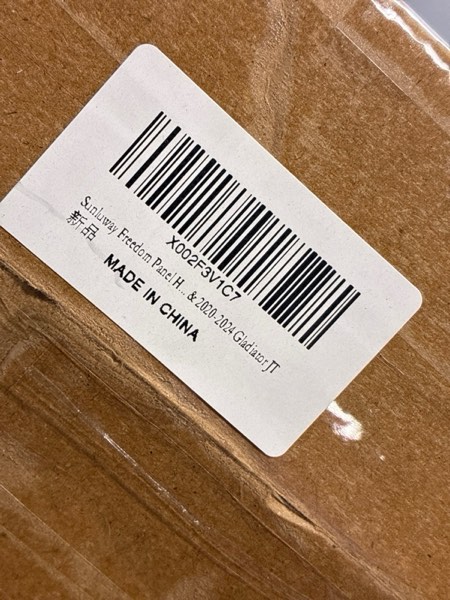 X002F3V1C7
Sunluway Freedom Panel H... & 2020-2024 Gladiator JT
新品
MADE IN CHINA